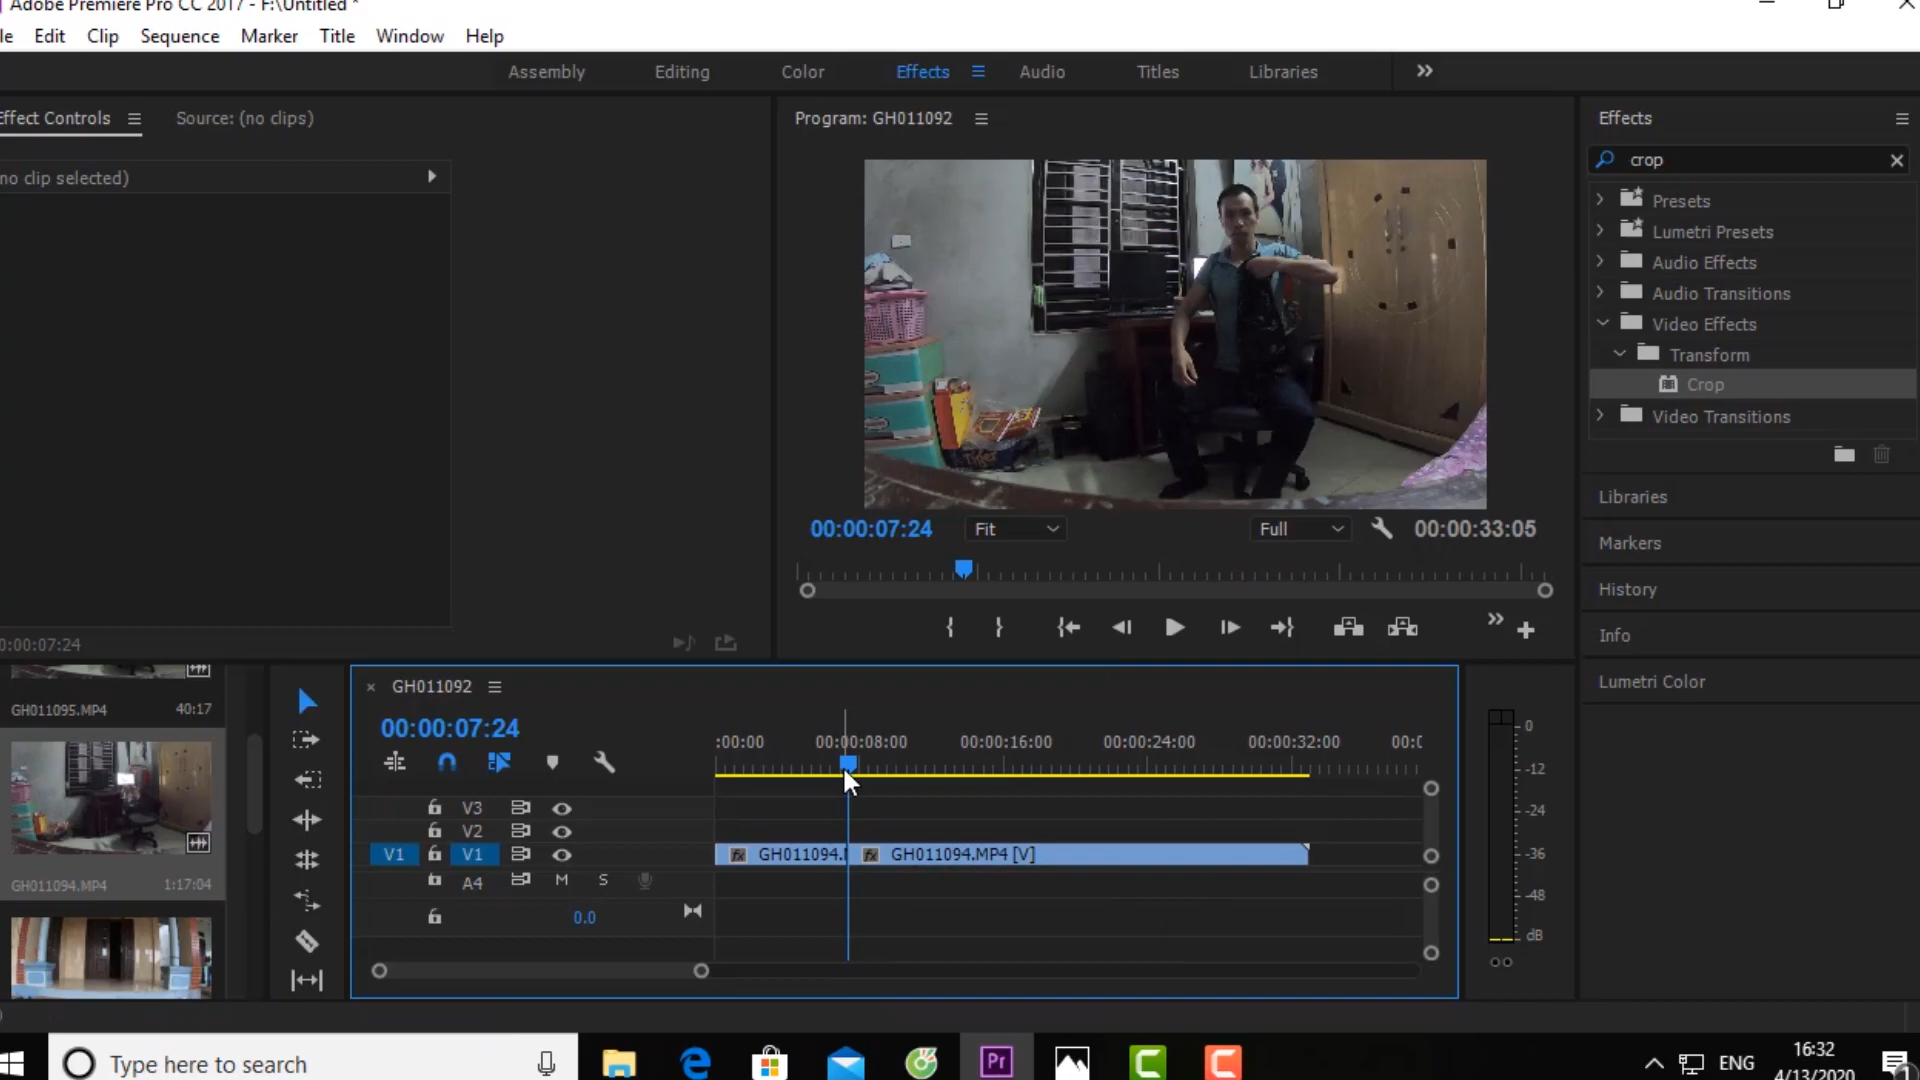 Adobe Premiere Pro CC 2017 - F:\Untitled *
le Edit Clip Sequence Marker Title Window Help
Assembly Editing Color Effects Audio Titles Libraries
Effect Controls Source: (no clips)
no clip selected)
0:00:07:24
Program: GH011092
00:00:07:24 Fit Full 00:00:33:05
Effects
crop
Presets
Lumetri Presets
Audio Effects
Audio Transitions
Video Effects
Transform
Crop
Video Transitions
Libraries
Markers
History
Info
Lumetri Color
GH011095.MP4 40:17
GH011094.MP4 1:17:04
GH011092
00:00:07:24
:00:00 00:00:08:00 00:00:16:00 00:00:24:00 00:00:32:00 00:0
V3
V2
V1 V1 GH011094. GH011094.MP4 [V]
A4 M S
0.0
0
-12
-24
-36
-48
dB
Type here to search
Pr
ENG
16:32
4/13/2020
1